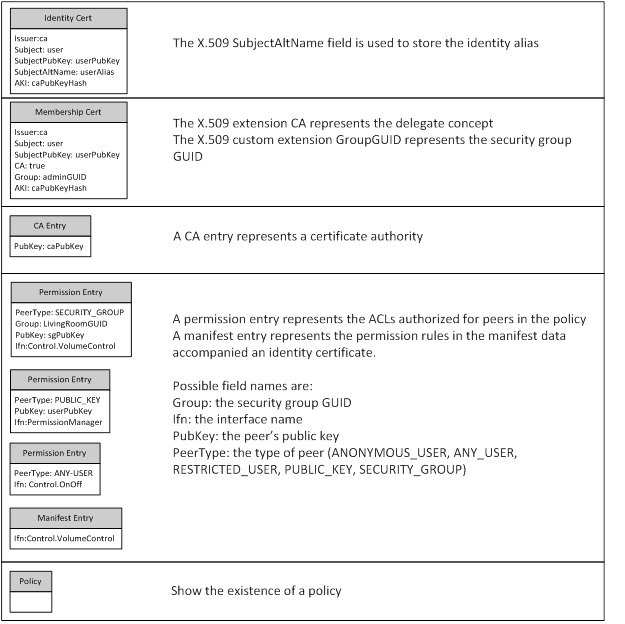 Identity Cert
Issuer:ca
Subject: user
SubjectPubKey: userPubKey
SubjectAltName: userAlias
AKI: caPubKeyHash
The X.509 SubjectAltName field is used to store the identity alias
Membership Cert
Issuer:ca
Subject: user
SubjectPubKey: userPubKey
CA: true
Group: adminGUID
AKI: caPubKeyHash
The X.509 extension CA represents the delegate concept
The X.509 custom extension GroupGUID represents the security group
GUID
CA Entry
PubKey: caPubKey
A CA entry represents a certificate authority
Permission Entry
PeerType: SECURITY_GROUP
Group: LivingRoomGUID
PubKey: sgPubKey
Ifn:Control.VolumeControl
Permission Entry
PeerType: PUBLIC_KEY
PubKey: userPubKey
Ifn:PermissionManager
Permission Entry
PeerType: ANY-USER
Ifn: Control.OnOff
Manifest Entry
Ifn:Control.VolumeControl
A permission entry represents the ACLs authorized for peers in the policy
A manifest entry represents the permission rules in the manifest data
accompanied an identity certificate.
Possible field names are:
Group: the security group GUID
Ifn: the interface name
PubKey: the peer's public key
PeerType: the type of peer (ANONYMOUS_USER, ANY_USER,
RESTRICTED_USER, PUBLIC_KEY, SECURITY_GROUP)
Policy
Show the existence of a policy